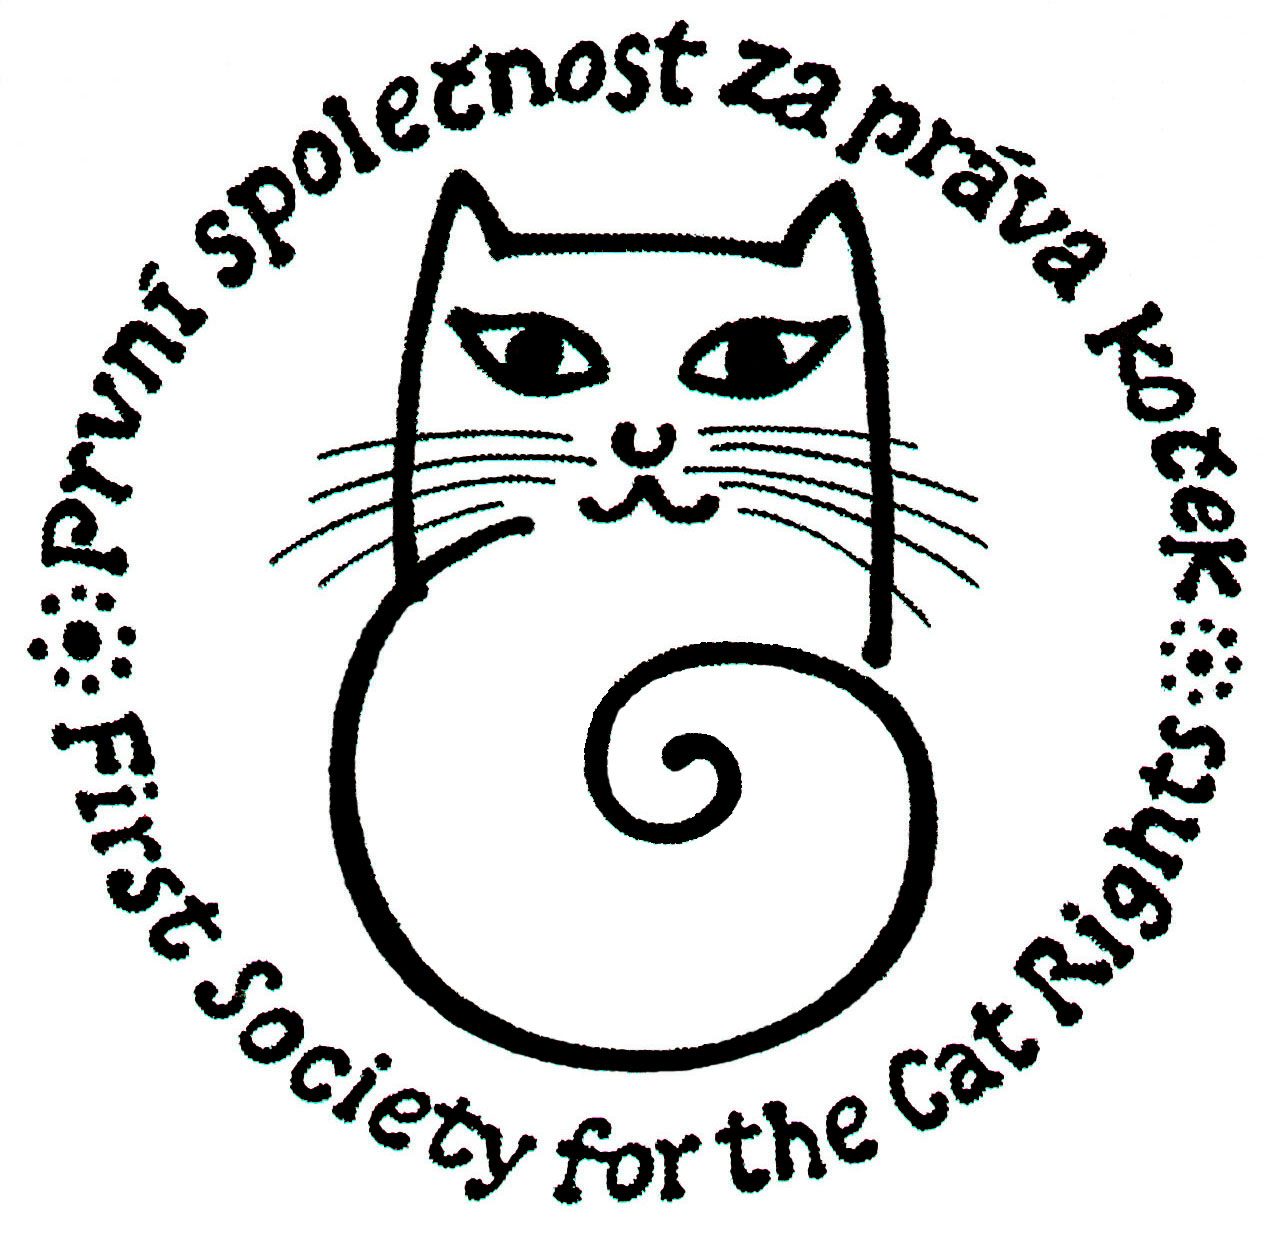 První společnost za práva koček
First Society for the Cat Rights